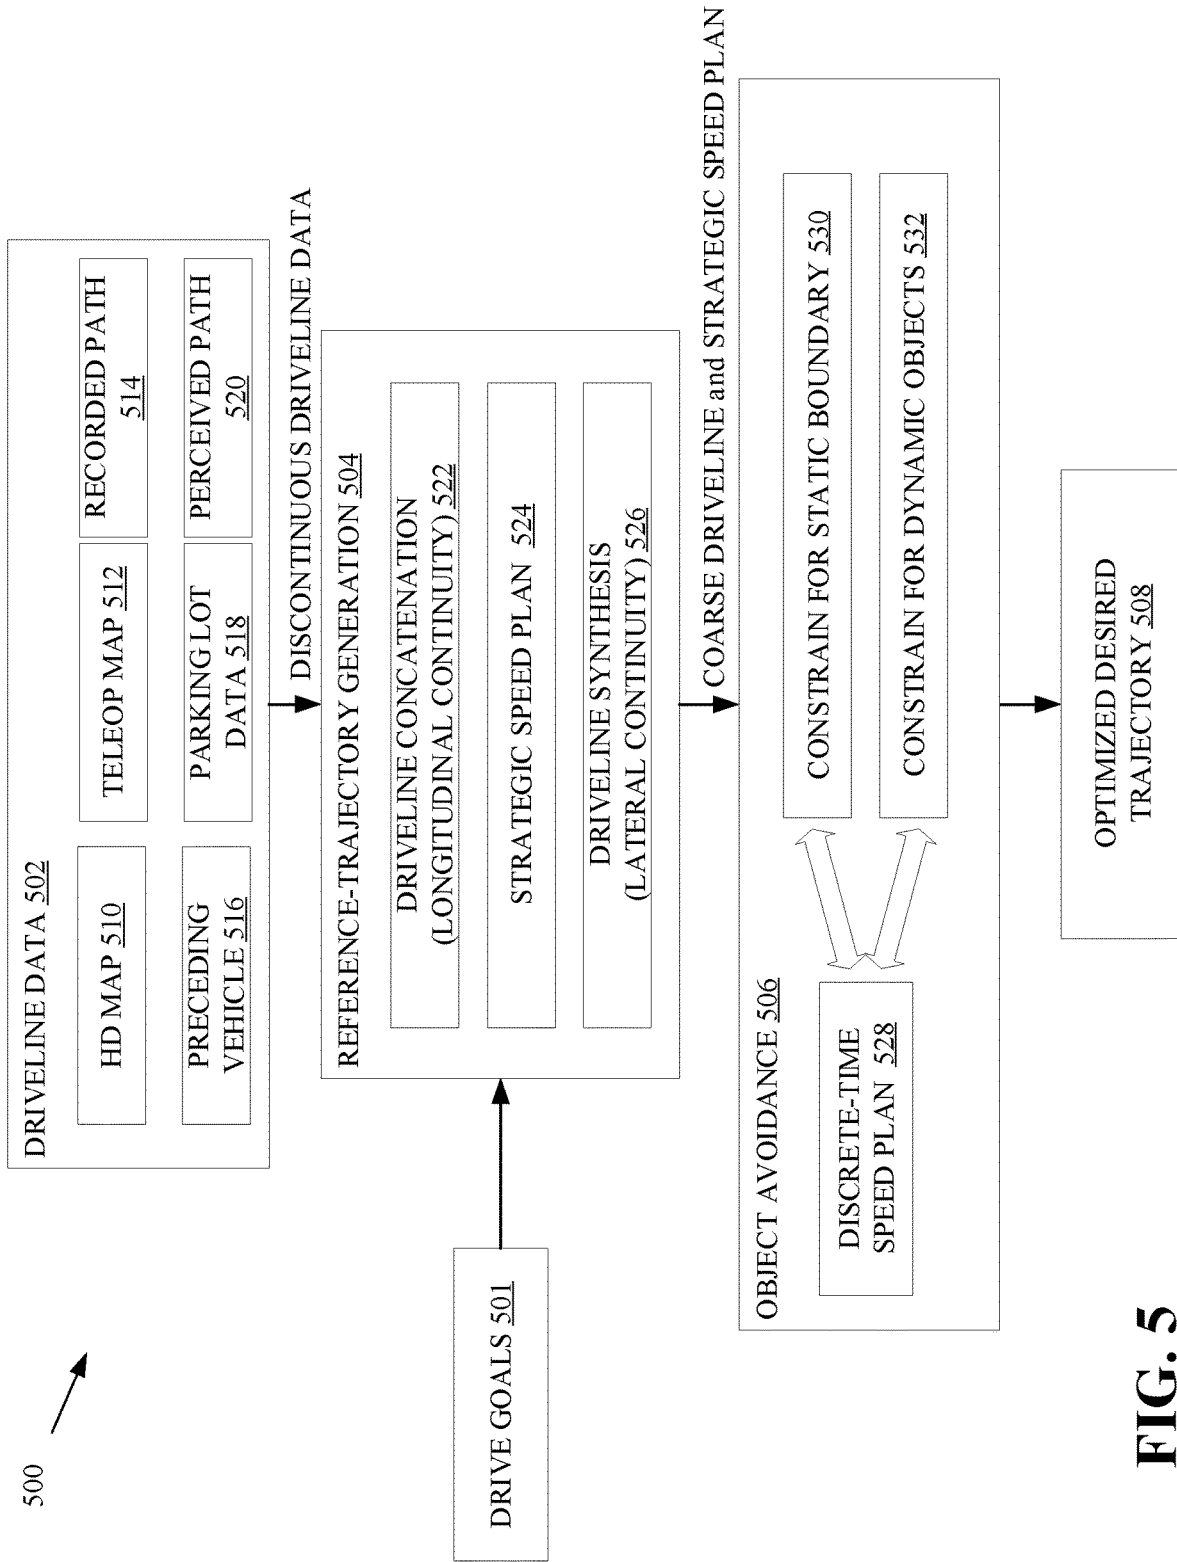 500
DRIVELINE DATA 502
HD MAP 510
TELEOP MAP 512
RECORDED PATH
514
PRECEDING
VEHICLE 516
PARKING LOT
DATA 518
PERCEIVED PATH
520
DISCONTINUOUS DRIVELINE DATA
DRIVE GOALS 501
REFERENCE-TRAJECTORY GENERATION 504
DRIVELINE CONCATENATION
(LONGITUDINAL CONTINUITY) 522
STRATEGIC SPEED PLAN 524
DRIVELINE SYNTHESIS
(LATERAL CONTINUITY) 526
COARSE DRIVELINE and STRATEGIC SPEED PLAN
OBJECT AVOIDANCE 506
DISCRETE-TIME
SPEED PLAN 528
CONSTRAIN FOR STATIC BOUNDARY 530
CONSTRAIN FOR DYNAMIC OBJECTS 532
OPTIMIZED DESIRED
TRAJECTORY 508
FIG. 5